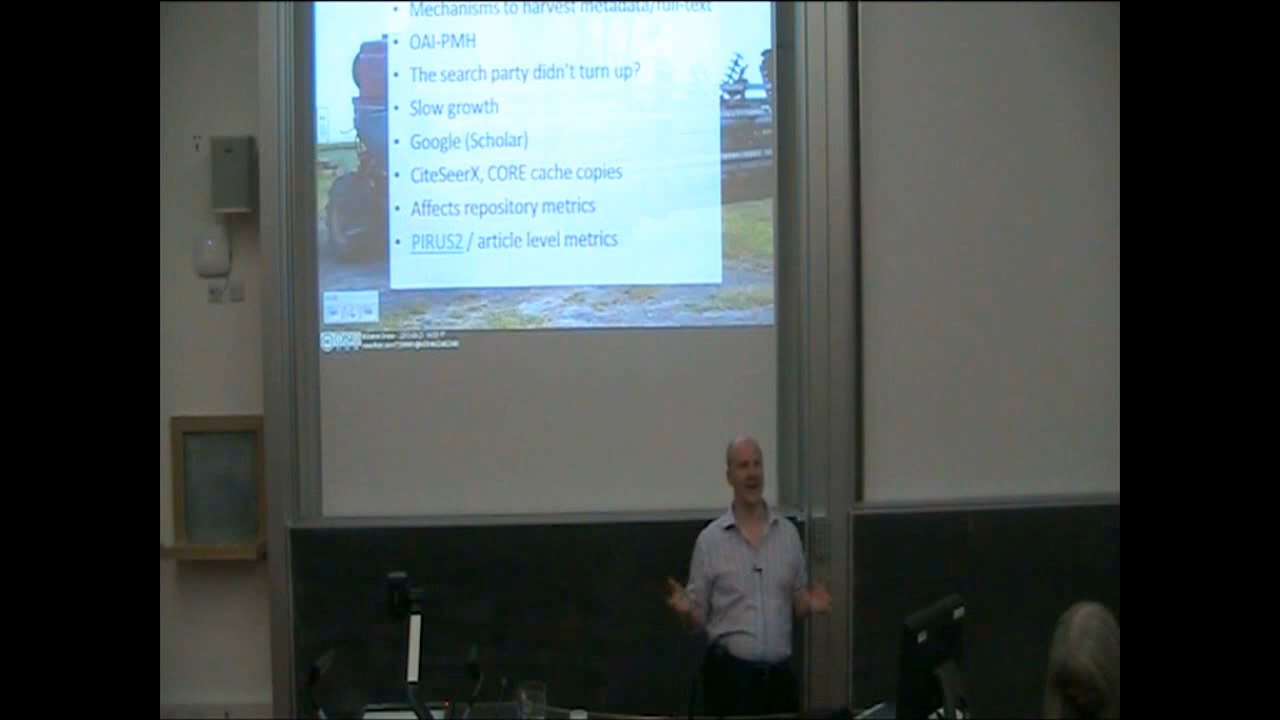 Mechanisms to harvest metadata/full-text
• OAI-PMH
• The search party didn't turn up?
• Slow growth
• Google (Scholar)
• CiteSeerX, CORE cache copies
• Affects repository metrics
• PIRUS2 / article level metrics